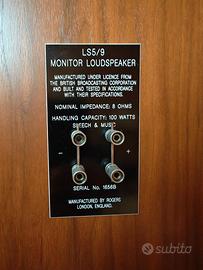 LS5/9
MONITOR LOUDSPEAKER
MANUFACTURED UNDER LICENCE FROM
THE BRITISH BROADCASTING CORPORATION
AND BUILT AND TESTED IN ACCORDANCE
WITH THEIR SPECIFICATIONS.
NOMINAL IMPEDANCE: 8 OHMS
HANDLING CAPACITY: 100 WATTS
SPEECH & MUSIC
- +
SERIAL No. 1656B
MANUFACTURED BY ROGERS
LONDON, ENGLAND.
subito